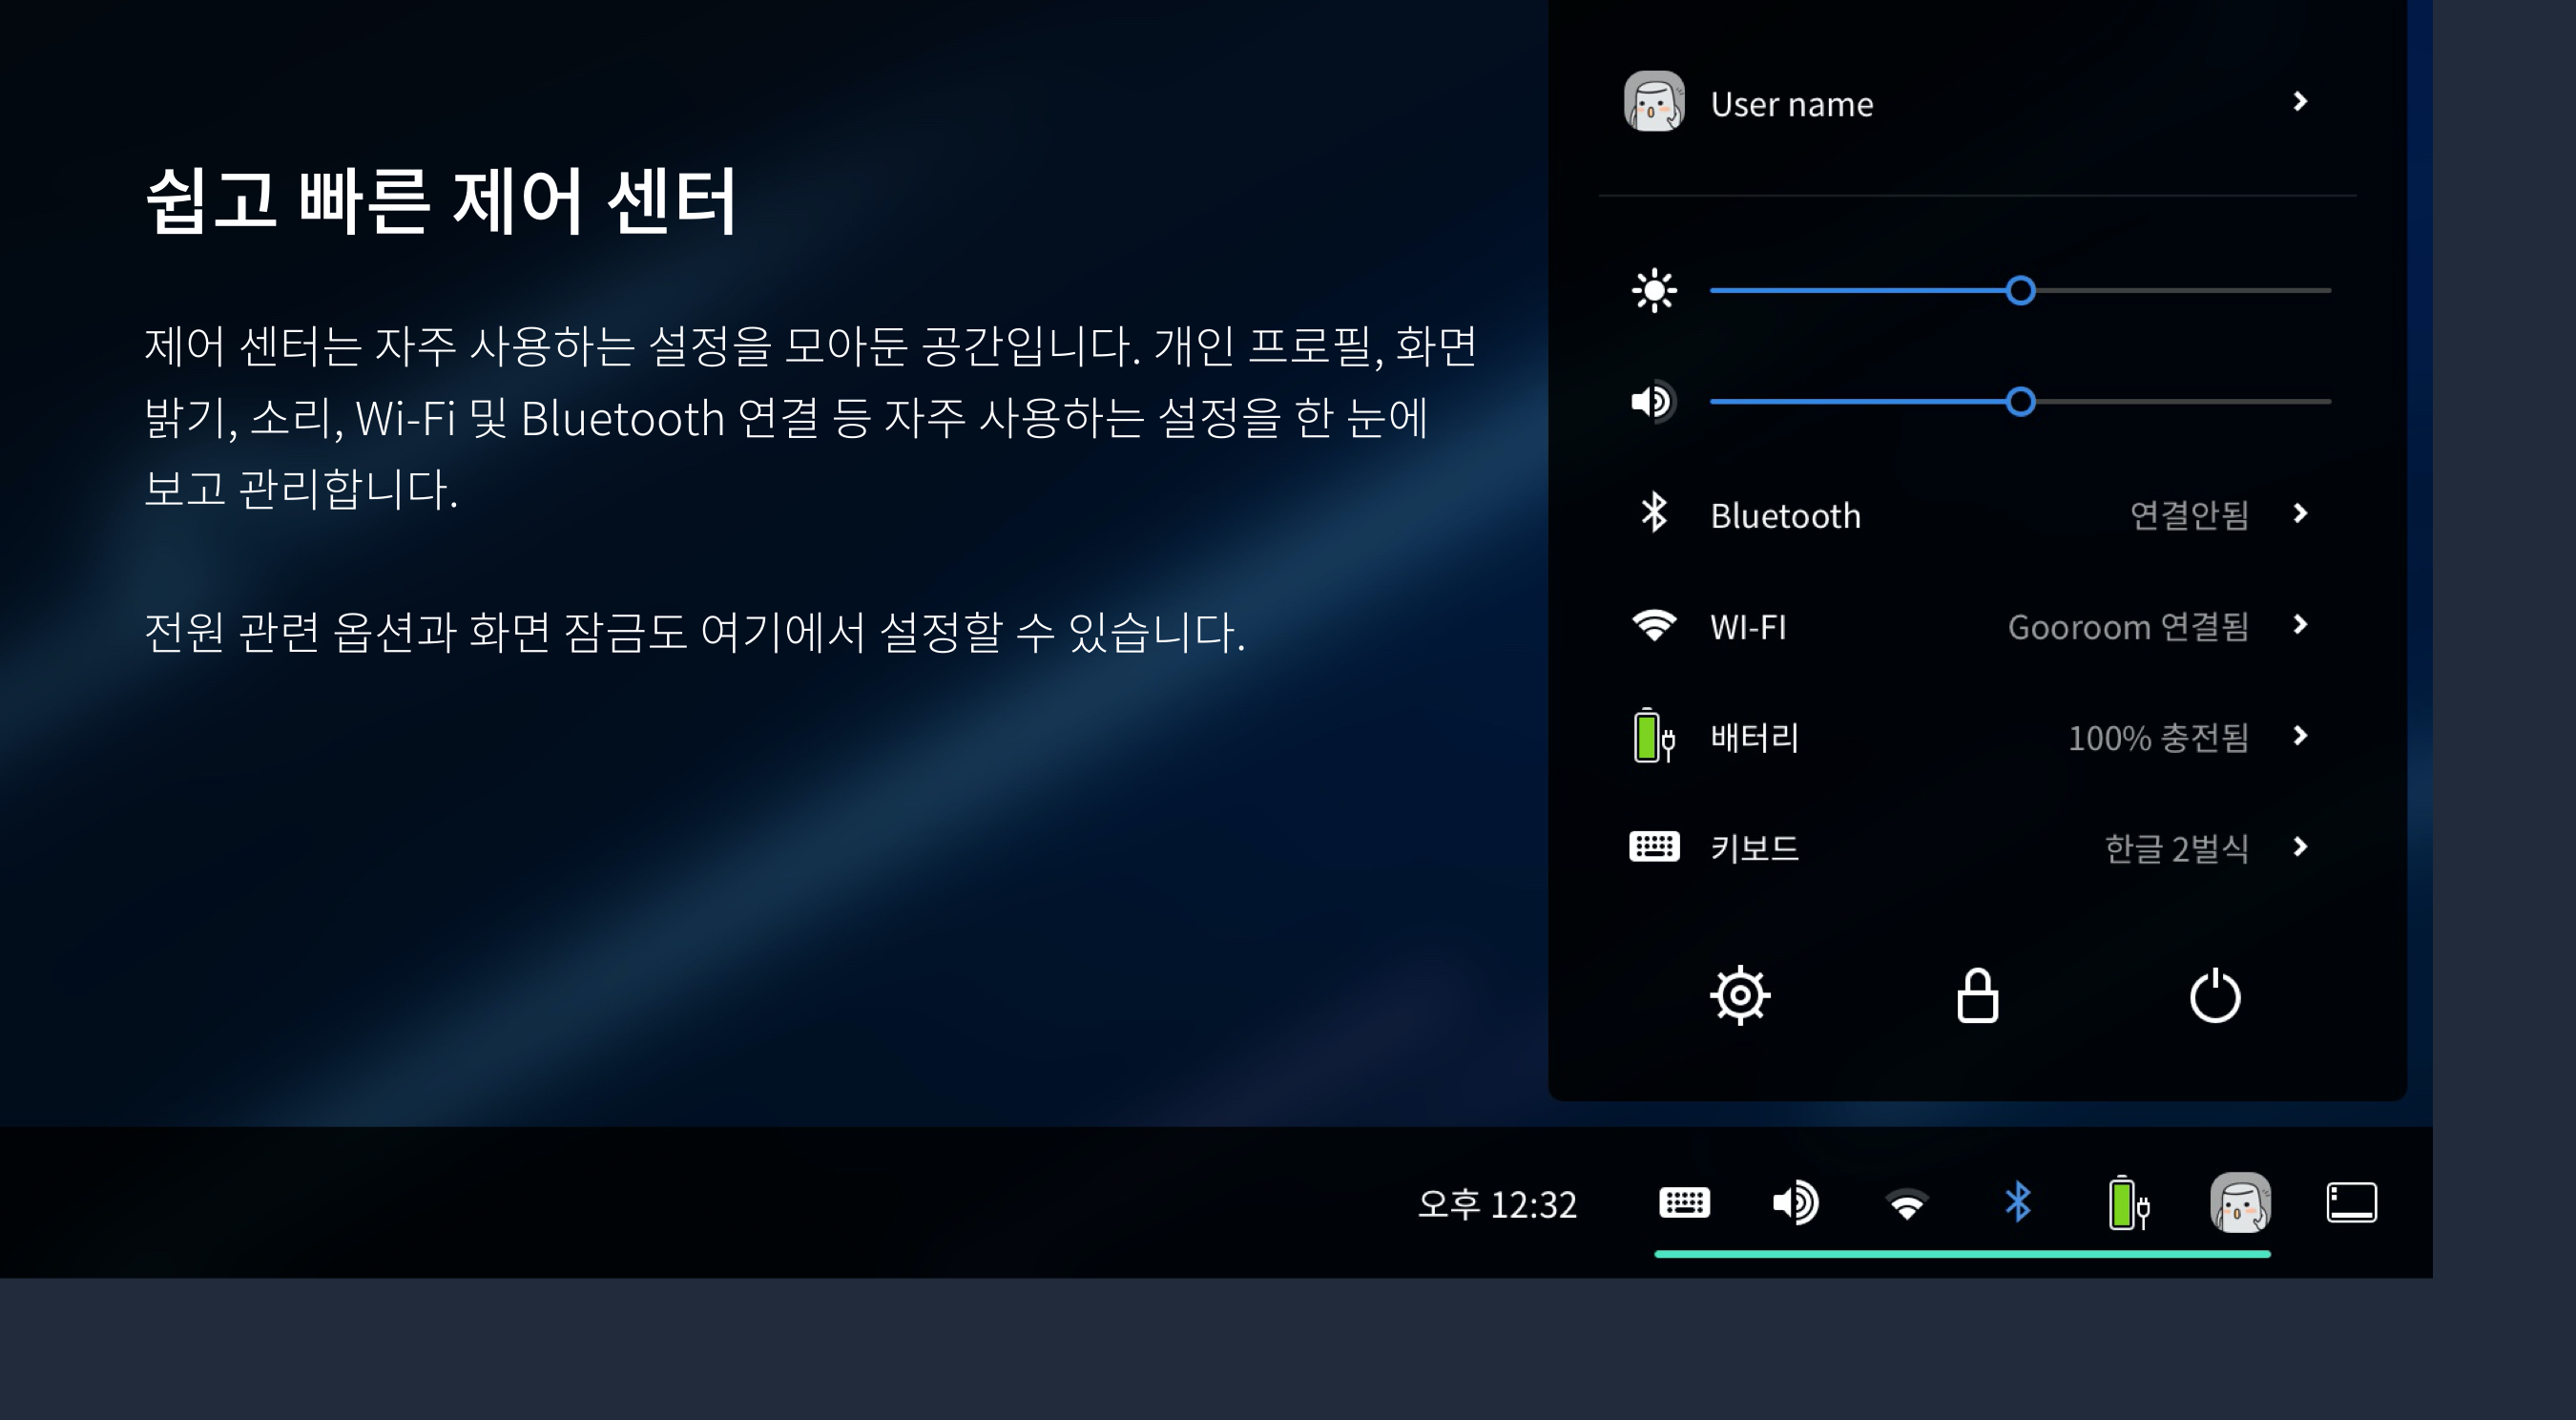 쉽고 빠른 제어 센터
제어 센터는 자주 사용하는 설정을 모아둔 공간입니다. 개인 프로필, 화면
밝기, 소리, Wi-Fi 및 Bluetooth 연결 등 자주 사용하는 설정을 한 눈에
보고 관리합니다.
전원 관련 옵션과 화면 잠금도 여기에서 설정할 수 있습니다.
User name
Bluetooth 연결안됨
WI-FI Gooroom 연결됨
배터리 100% 충전됨
키보드 한글 2벌식
오후 12:32